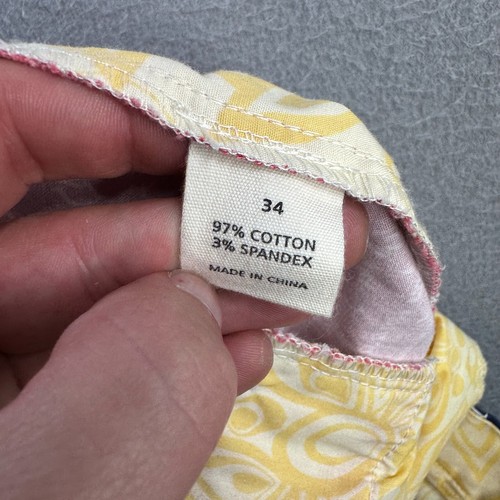 34
97% COTTON
3% SPANDEX
MADE IN CHINA